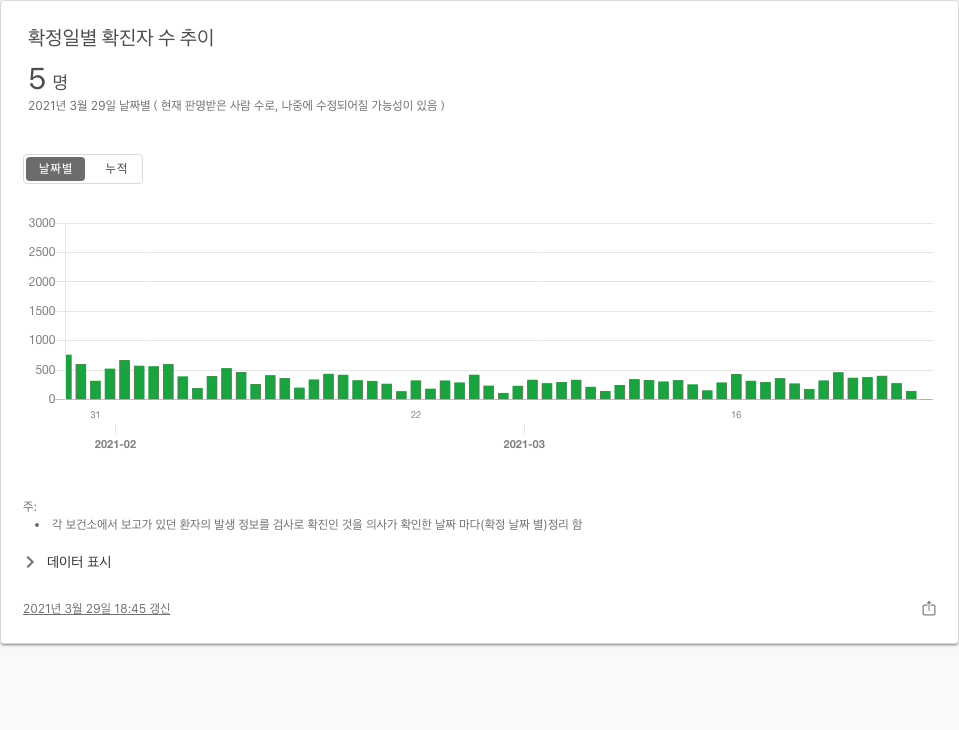 확정일별 확진자 수 추이
5 명
2021년 3월 29일 날짜별 ( 현재 판명받은 사람 수로, 나중에 수정되어질 가능성이 있음 )
날짜별 누적
3000
2500
2000
1500
1000
500
0
31 22 16
2021-02 2021-03
주:
• 각 보건소에서 보고가 있던 환자의 발생 정보를 검사로 확진인 것을 의사가 확인한 날짜 마다(확정 날짜 별)정리 함
데이터 표시
2021년 3월 29일 18:45 갱신